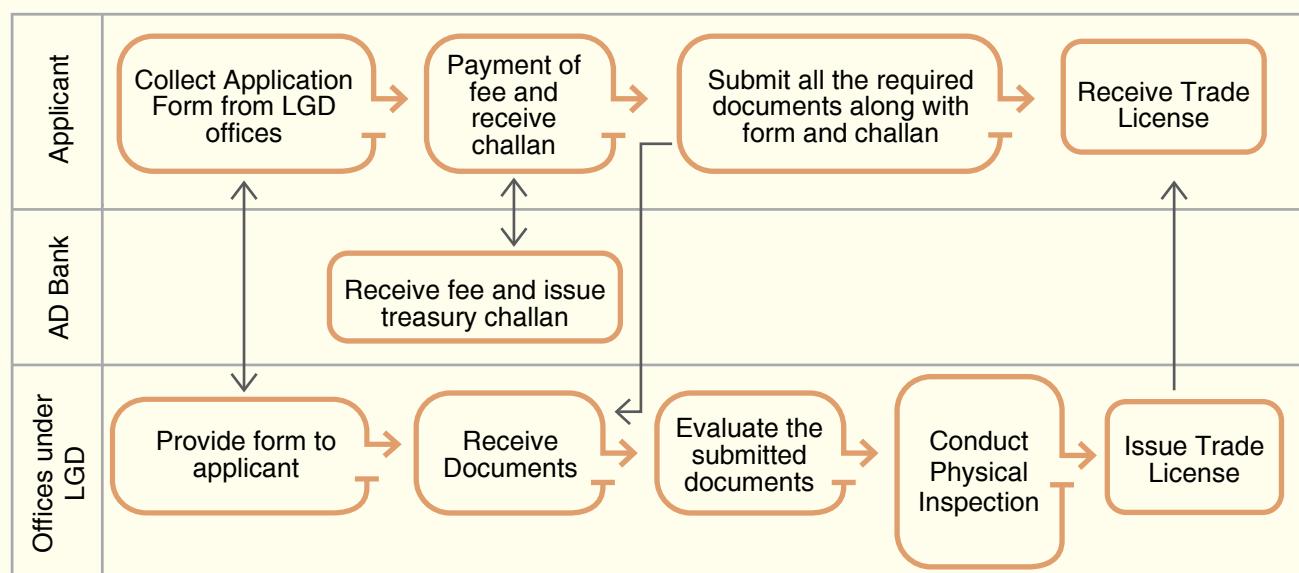 Applicant
Collect Application
Form from LGD
offices
Payment of
fee and
receive
challan
Submit all the required
documents along with
form and challan
Receive Trade
License
AD Bank
Receive fee and issue
treasury challan
Offices under
LGD
Provide form to
applicant
Receive
Documents
Evaluate the
submitted
documents
Conduct
Physical
Inspection
Issue Trade
License